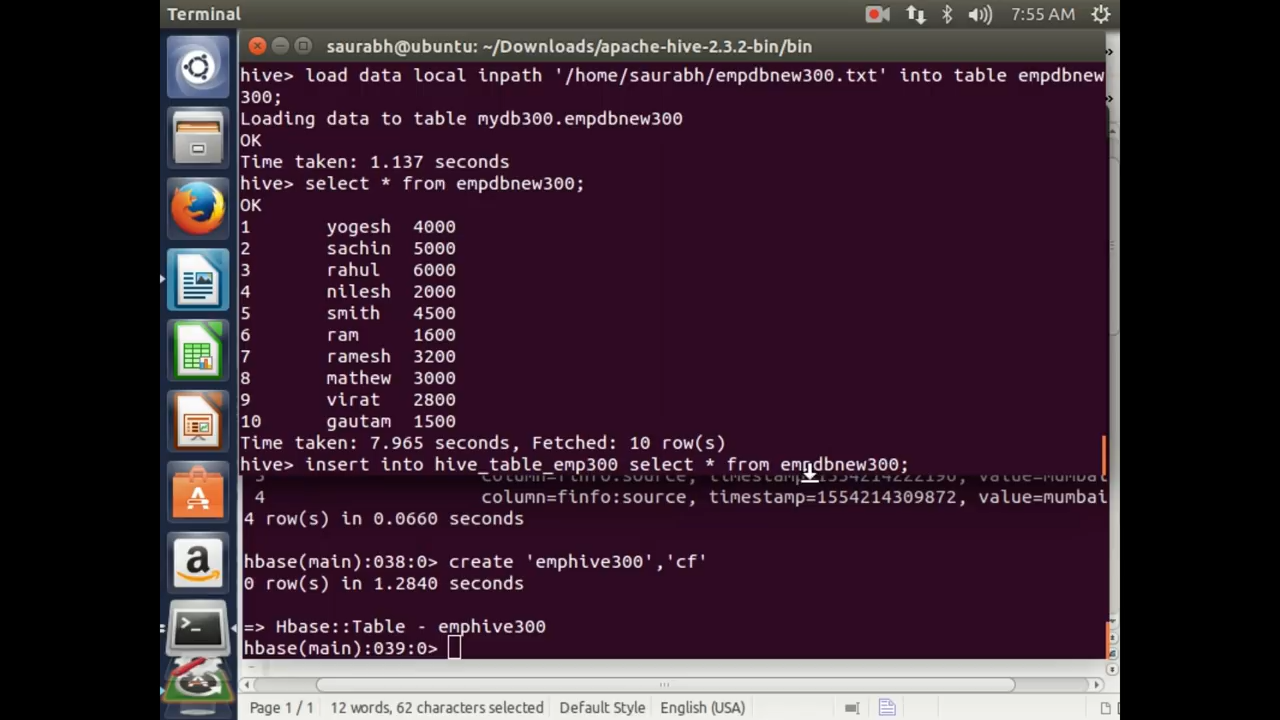 Terminal
7:55 AM
saurabh@ubuntu: ~/Downloads/apache-hive-2.3.2-bin/bin
hive> load data local inpath '/home/saurabh/empdbnew300.txt' into table empdbnew
300;
Loading data to table mydb300.empdbnew300
OK
Time taken: 1.137 seconds
hive> select * from empdbnew300;
OK
1 yogesh 4000
2 sachin 5000
3 rahul 6000
4 nilesh 2000
5 smith 4500
6 ram 1600
7 ramesh 3200
8 mathew 3000
9 virat 2800
10 gautam 1500
Time taken: 7.965 seconds, Fetched: 10 row(s)
hive> insert into hive_table_emp300 select * from empdbnew300;
column=finfo:source, timestamp=1554214222196, value=mumbai
4 column=finfo:source, timestamp=1554214309872, value=mumbai
4 row(s) in 0.0660 seconds
hbase(main):038:0> create 'emphive300','cf'
0 row(s) in 1.2840 seconds
=> Hbase::Table - emphive300
hbase(main):039:0>
Page 1 / 1 12 words, 62 characters selected Default Style English (USA)